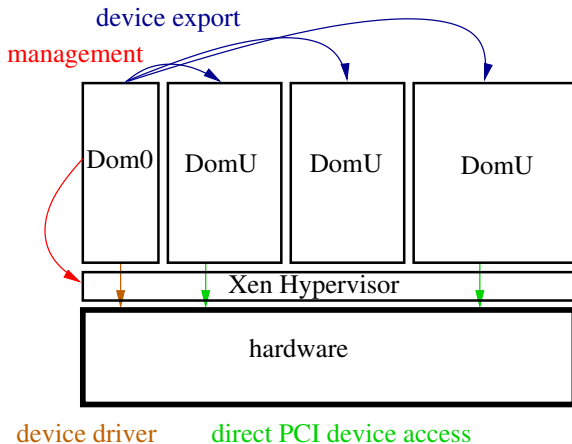 device export
management
Dom0
DomU
DomU
DomU
Xen Hypervisor
hardware
device driver
direct PCI device access